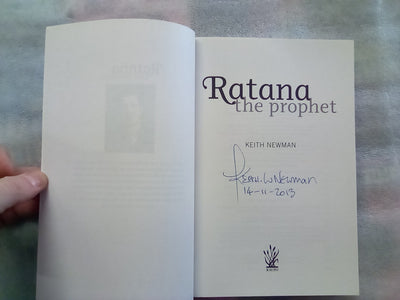 Ratana
the prophet
KEITH NEWMAN
Keith. W Newman
14-11-2013